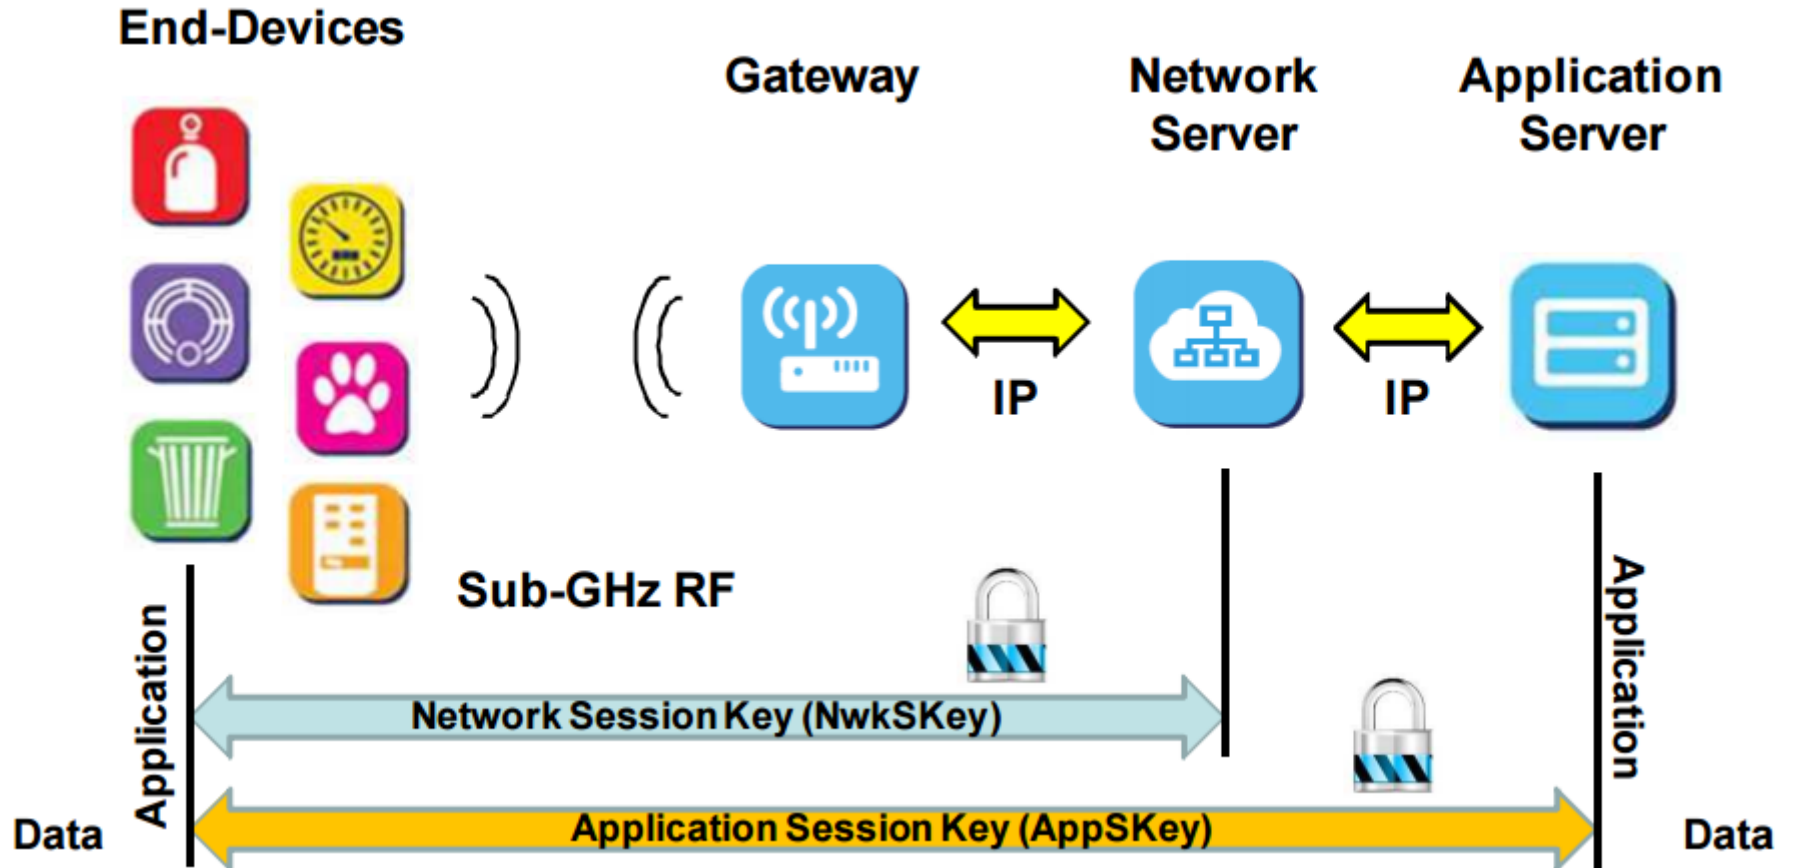 End-Devices
Gateway
Network
Server
Application
Server
IP
IP
Sub-GHz RF
Application
Application
Network Session Key (NwkSKey)
Application Session Key (AppSKey)
Data
Data